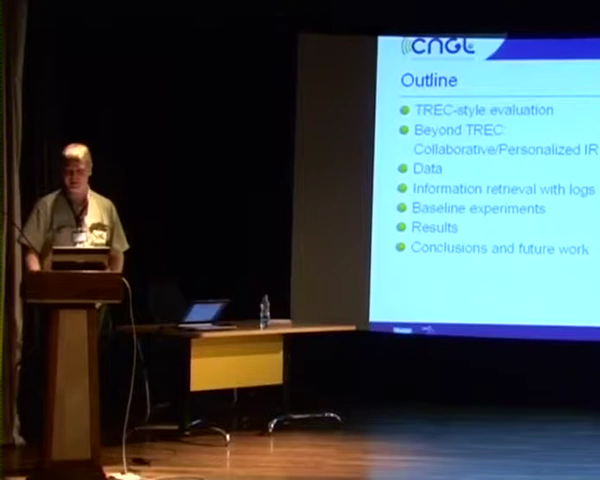 CNGL
Outline
TREC-style evaluation
Beyond TREC:
Collaborative/Personalized IR
Data
Information retrieval with logs
Baseline experiments
Results
Conclusions and future work